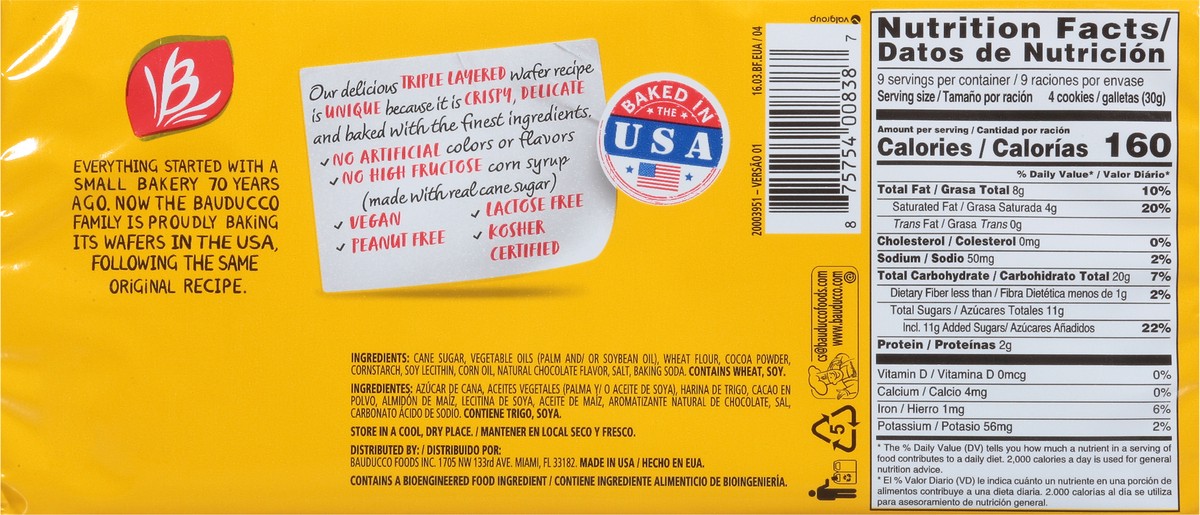 VB
EVERYTHING STARTED WITH A
SMALL BAKERY 70 YEARS
AGO. NOW THE BAUDUCCO
FAMILY IS PROUDLY BAKING
ITS WAFERS IN THE USA,
FOLLOWING THE SAME
ORIGINAL RECIPE.
Our delicious TRIPLE LAYERED wafer recipe
is UNIQUE because it is CRISPY, DELICATE
and baked with the finest ingredients.
✓ NO ARTIFICIAL colors or flavors
✓ NO HIGH FRUCTOSE corn syrup
(made with real cane sugar)
✓ VEGAN
✓ PEANUT FREE
✓ LACTOSE FREE
✓ KOSHER
CERTIFIED
BAKED IN
★ THE ★
USA
INGREDIENTS: CANE SUGAR, VEGETABLE OILS (PALM AND/ OR SOYBEAN OIL), WHEAT FLOUR, COCOA POWDER,
CORNSTARCH, SOY LECITHIN, CORN OIL, NATURAL CHOCOLATE FLAVOR, SALT, BAKING SODA. CONTAINS WHEAT, SOY.
INGREDIENTES: AZÚCAR DE CANA, ACEITES VEGETALES (PALMA Y/ O ACEITE DE SOYA), HARINA DE TRIGO, CACAO EN
POLVO, ALMIDÓN DE MAÍZ, LECITINA DE SOYA, ACEITE DE MAÍZ, AROMATIZANTE NATURAL DE CHOCOLATE, SAL,
CARBONATO ÁCIDO DE SODIO. CONTIENE TRIGO, SOYA.
STORE IN A COOL, DRY PLACE. / MANTENER EN LOCAL SECO Y FRESCO.
DISTRIBUTED BY: / DISTRIBUIDO POR:
BAUDUCCO FOODS INC. 1705 NW 133rd AVE. MIAMI, FL 33182. MADE IN USA / HECHO EN EUA.
CONTAINS A BIOENGINEERED FOOD INGREDIENT / CONTIENE INGREDIENTE ALIMENTICIO DE BIOINGENIERÍA.
valgroup
20003951 – VERSÃO 01
16.03.BF.EUA / 04
8 75754 00838 7
cs@bauduccofoods.com
www.bauducco.com
5
Nutrition Facts/
Datos de Nutrición
9 servings per container / 9 raciones por envase
Serving size / Tamaño por ración 4 cookies / galletas (30g)
Amount per serving / Cantidad por ración
Calories / Calorías 160
% Daily Value* / Valor Diário*
Total Fat / Grasa Total 8g 10%
Saturated Fat / Grasa Saturada 4g 20%
Trans Fat / Grasa Trans 0g
Cholesterol / Colesterol 0mg 0%
Sodium / Sodio 50mg 2%
Total Carbohydrate / Carbohidrato Total 20g 7%
Dietary Fiber less than / Fibra Dietética menos de 1g 2%
Total Sugars / Azúcares Totales 11g
Incl. 11g Added Sugars/ Azúcares Añadidos 22%
Protein / Proteínas 2g
Vitamin D / Vitamina D 0mcg 0%
Calcium / Calcio 4mg 0%
Iron / Hierro 1mg 6%
Potassium / Potasio 56mg 2%
* The % Daily Value (DV) tells you how much a nutrient in a serving of
food contributes to a daily diet. 2,000 calories a day is used for general
nutrition advice.
* El % Valor Diario (VD) le indica cuánto un nutriente en una porción de
alimentos contribuye a una dieta diaria. 2.000 calorias al día se utiliza
para asesoramiento de nutrición general.